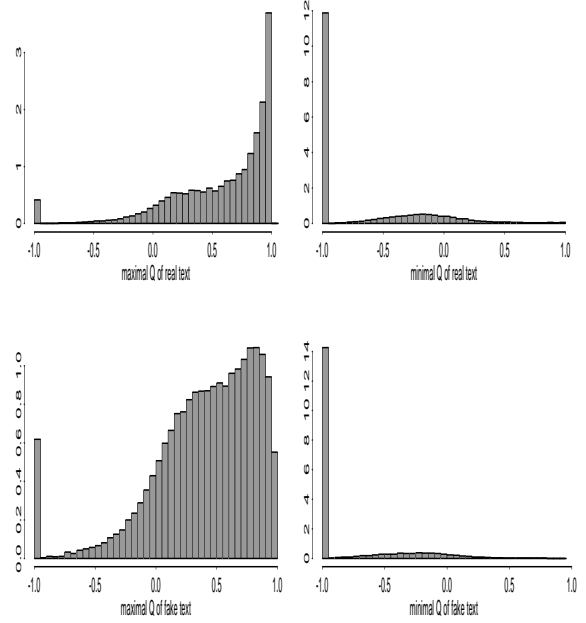 0 1 2 3
-1.0 -0.5 0.0 0.5 1.0
maximal Q of real text
0 2 4 6 8 10 12
-1.0 -0.5 0.0 0.5 1.0
minimal Q of real text
0.0 0.2 0.4 0.6 0.8 1.0
-1.0 -0.5 0.0 0.5 1.0
maximal Q of fake text
0 2 4 6 8 10 12 14
-1.0 -0.5 0.0 0.5 1.0
minimal Q of fake text